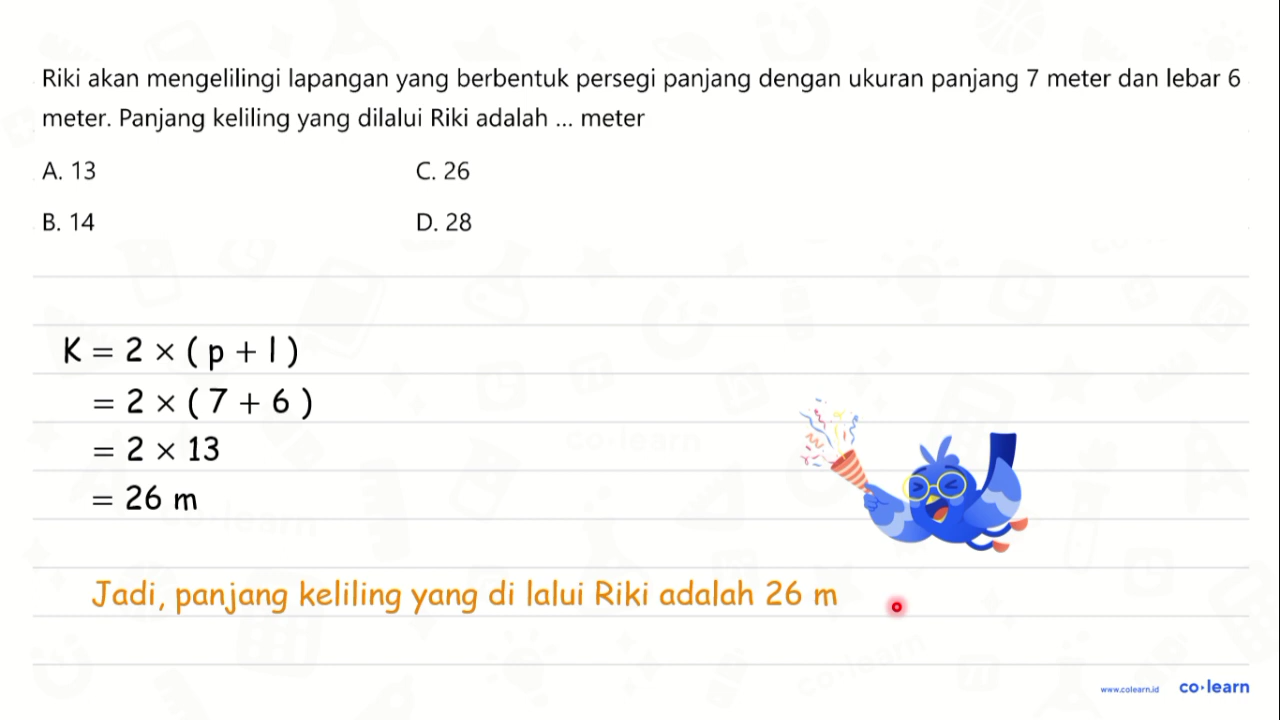 Riki akan mengelilingi lapangan yang berbentuk persegi panjang dengan ukuran panjang 7 meter dan lebar 6
meter. Panjang keliling yang dilalui Riki adalah ... meter
A. 13
C. 26
B. 14
D. 28
K = 2 × ( p + l )
= 2 × ( 7 + 6 )
= 2 × 13
= 26 m
Jadi, panjang keliling yang di lalui Riki adalah 26 m
www.colearn.id co·learn